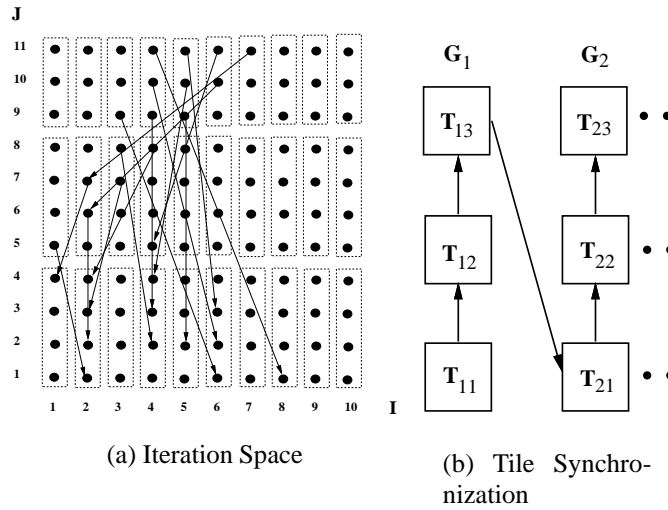 J
11
10
9
8
7
6
5
4
3
2
1
1 2 3 4 5 6 7 8 9 10
I
(a) Iteration Space
G1 G2
T13 T23
T12 T22
T11 T21
(b) Tile Synchro-
nization